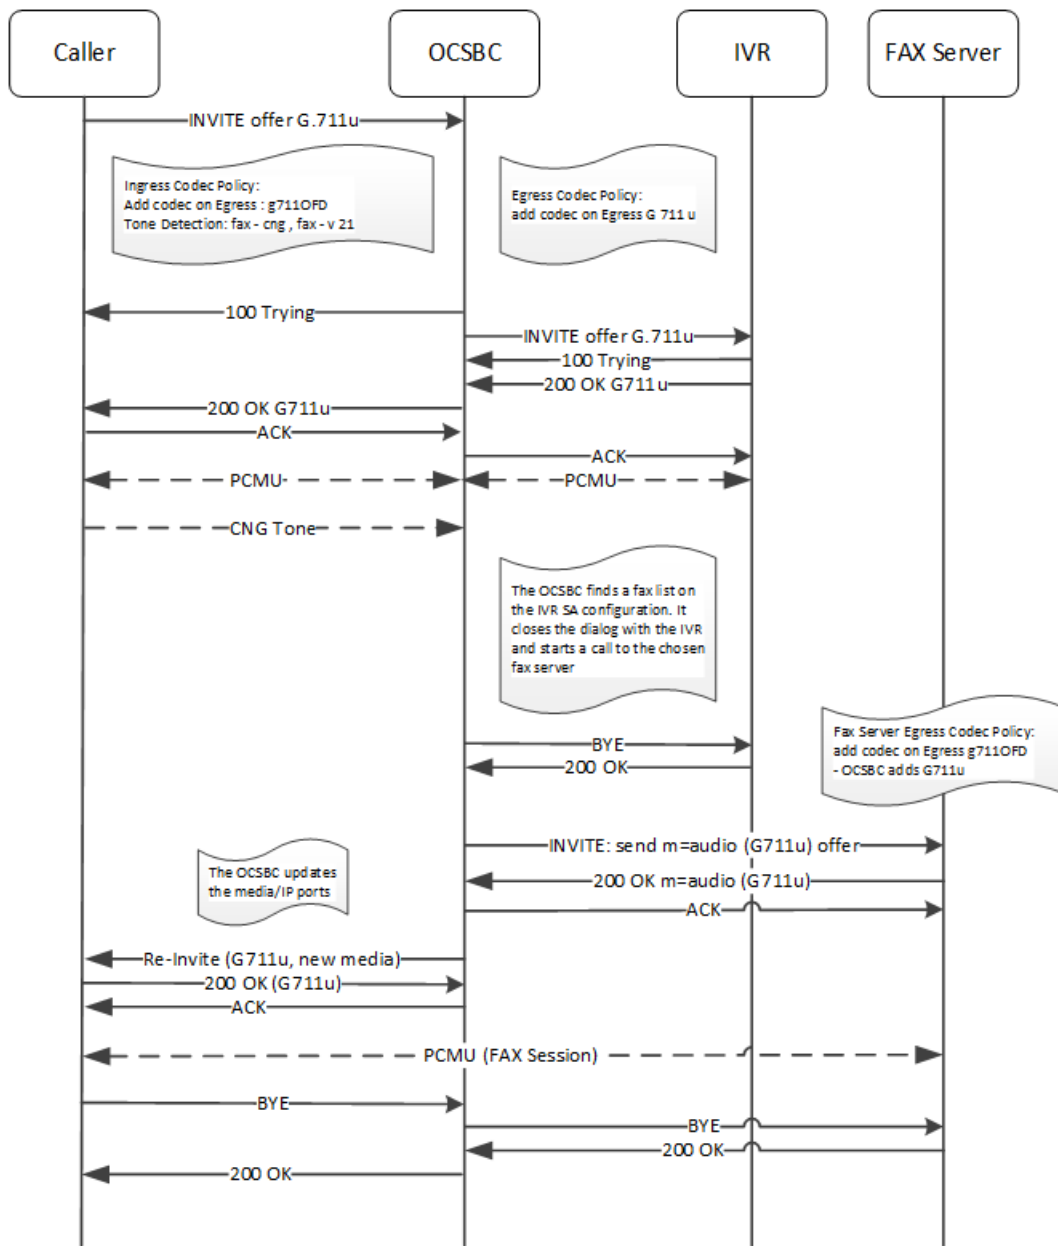 Caller
OCSBC
IVR
FAX Server
INVITE offer G.711u
Ingress Codec Policy:
Add codec on Egress : g711OFD
Tone Detection: fax - cng , fax - v 21
Egress Codec Policy:
add codec on Egress G 711 u
100 Trying
INVITE offer G.711u
100 Trying
200 OK G711u
200 OK G711u
ACK
ACK
PCMU
PCMU
CNG Tone
The OCSBC finds a fax list on
the IVR SA configuration. It
closes the dialog with the IVR
and starts a call to the chosen
fax server
Fax Server Egress Codec Policy:
add codec on Egress g711OFD
- OCSBC adds G711u
BYE
200 OK
INVITE: send m=audio (G711u) offer
The OCSBC updates
the media/IP ports
200 OK m=audio (G711u)
ACK
Re-Invite (G711u, new media)
200 OK (G711u)
ACK
PCMU (FAX Session)
BYE
BYE
200 OK
200 OK